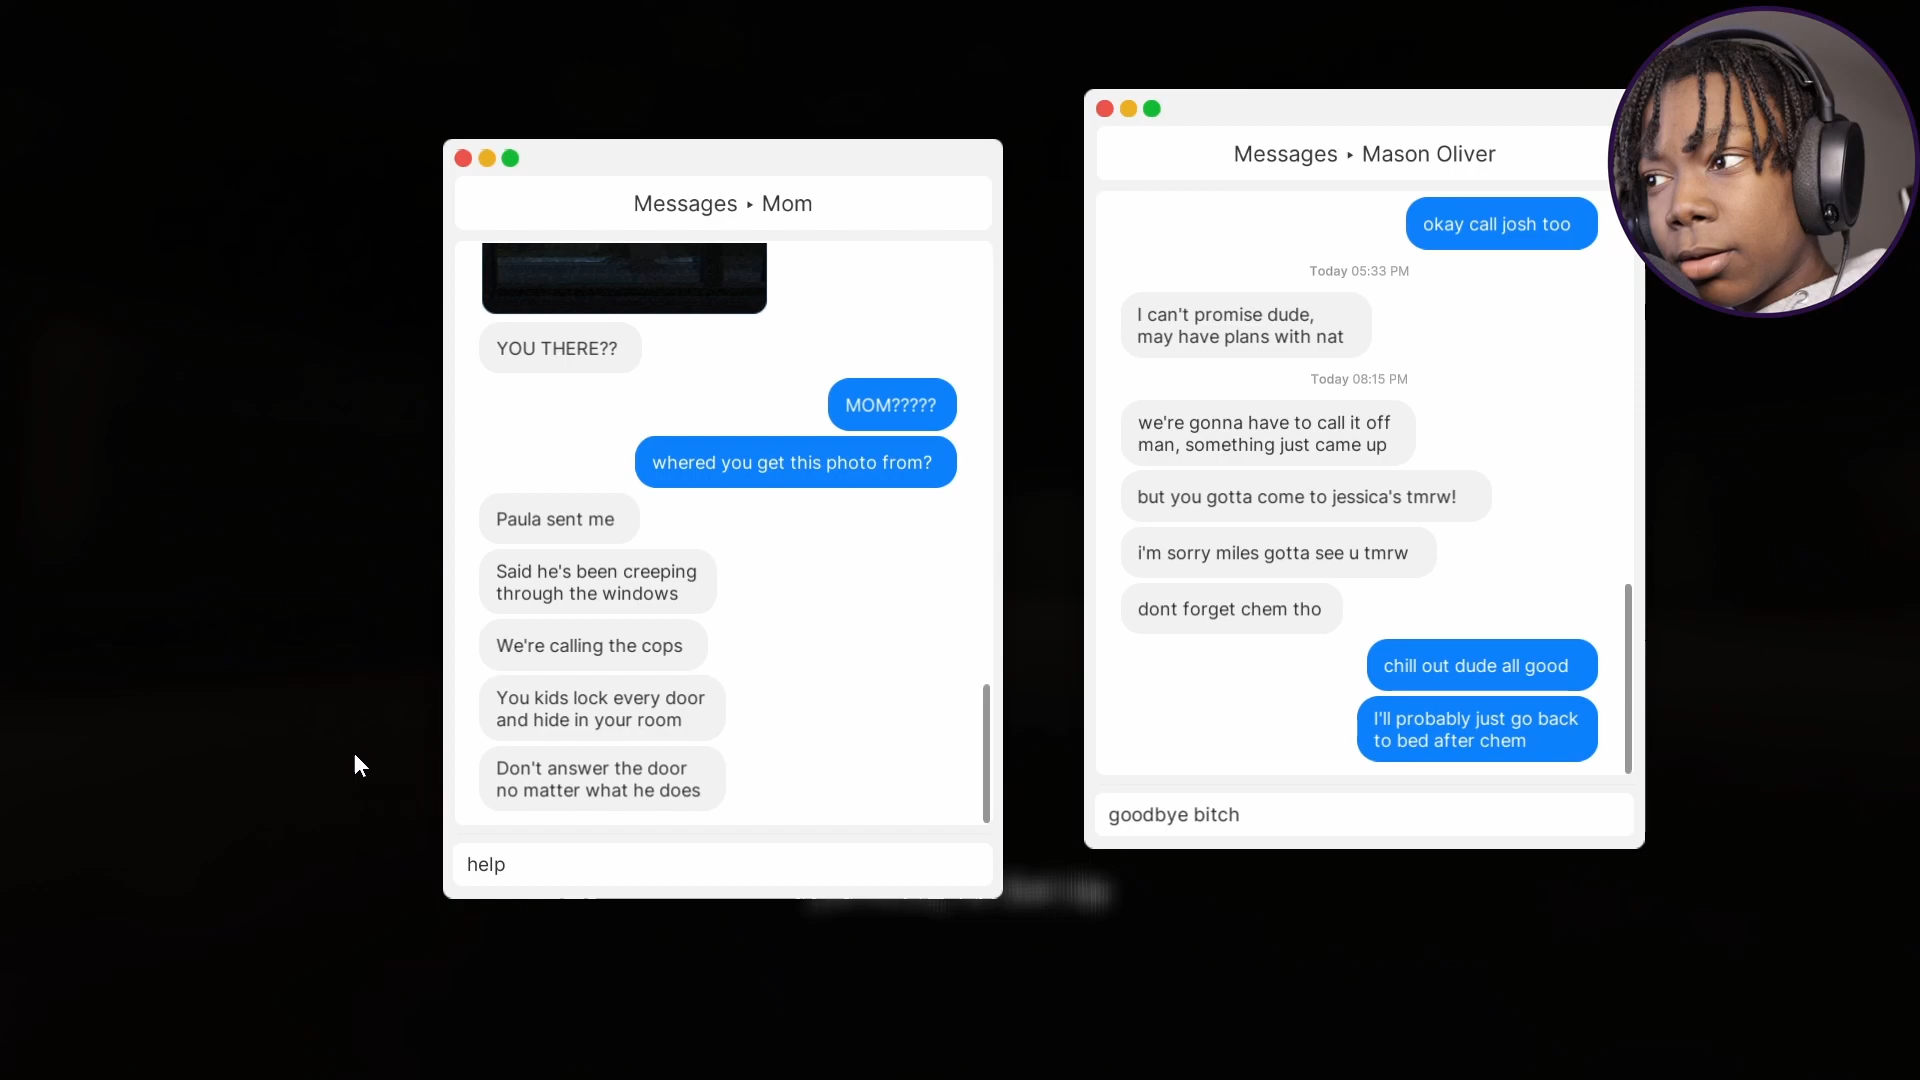 Messages ▸ Mom
YOU THERE??
MOM?????
whered you get this photo from?
Paula sent me
Said he's been creeping
through the windows
We're calling the cops
You kids lock every door
and hide in your room
Don't answer the door
no matter what he does
help
Messages ▸ Mason Oliver
okay call josh too
Today 05:33 PM
I can't promise dude,
may have plans with nat
Today 08:15 PM
we're gonna have to call it off
man, something just came up
but you gotta come to jessica's tmrw!
i'm sorry miles gotta see u tmrw
dont forget chem tho
chill out dude all good
I'll probably just go back
to bed after chem
goodbye bitch